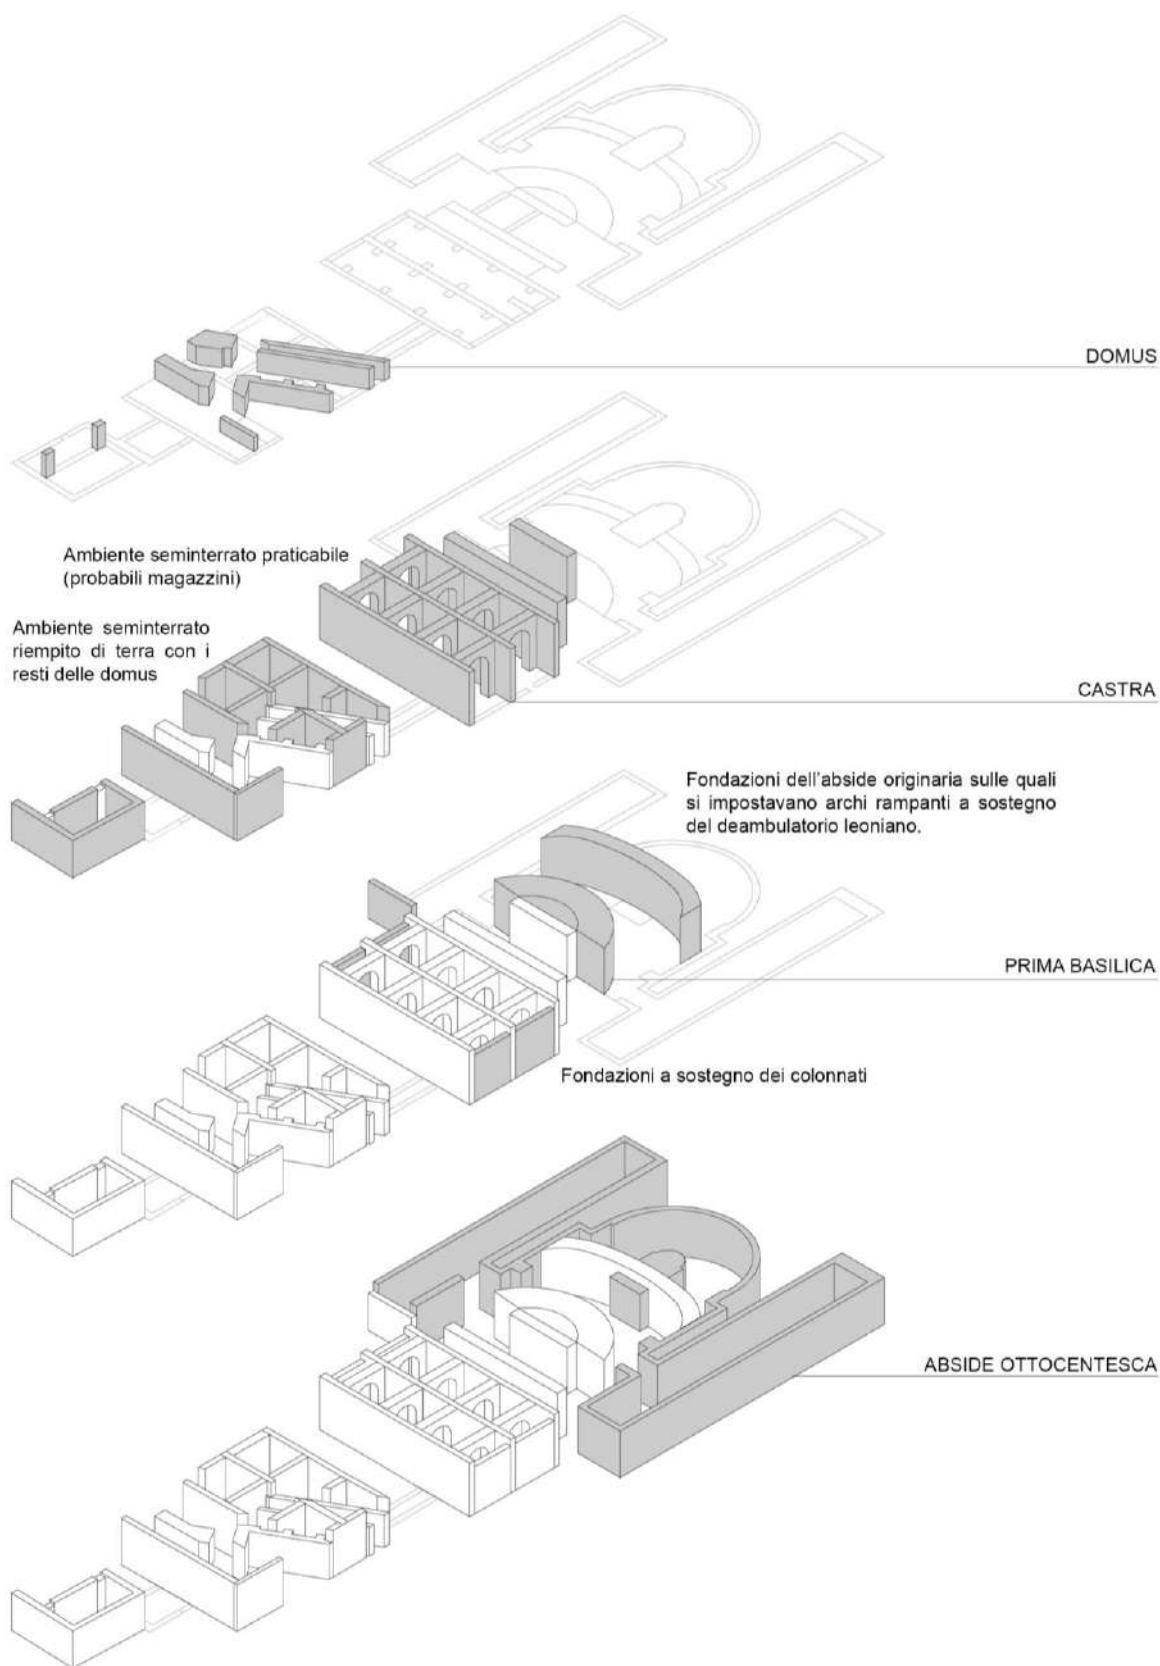 DOMUS
Ambiente seminterrato praticabile
(probabili magazzini)
Ambiente seminterrato
riempito di terra con i
resti delle domus
CASTRA
Fondazioni dell'abside originaria sulle quali
si impostavano archi rampanti a sostegno
del deambulatorio leoniano.
PRIMA BASILICA
Fondazioni a sostegno dei colonnati
ABSIDE OTTOCENTESCA